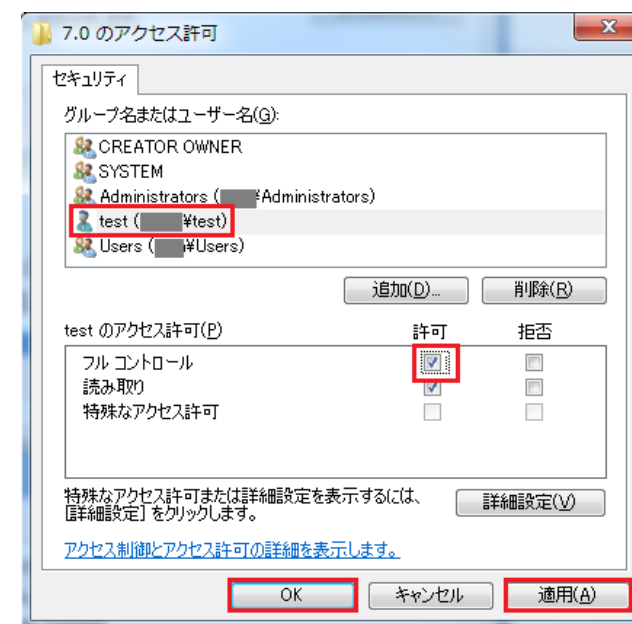 7.0 のアクセス許可
セキュリティ
グループ名またはユーザー名(G):
CREATOR OWNER
SYSTEM
Administrators ( ¥Administrators)
test ( ¥test)
Users ( ¥Users)
追加(D)... 削除(R)
test のアクセス許可(P) 許可 拒否
フル コントロール
読み取り
特殊なアクセス許可
特殊なアクセス許可または詳細設定を表示するには、
[詳細設定] をクリックします。
詳細設定(V)
アクセス制御とアクセス許可の詳細を表示します。
OK キャンセル 適用(A)